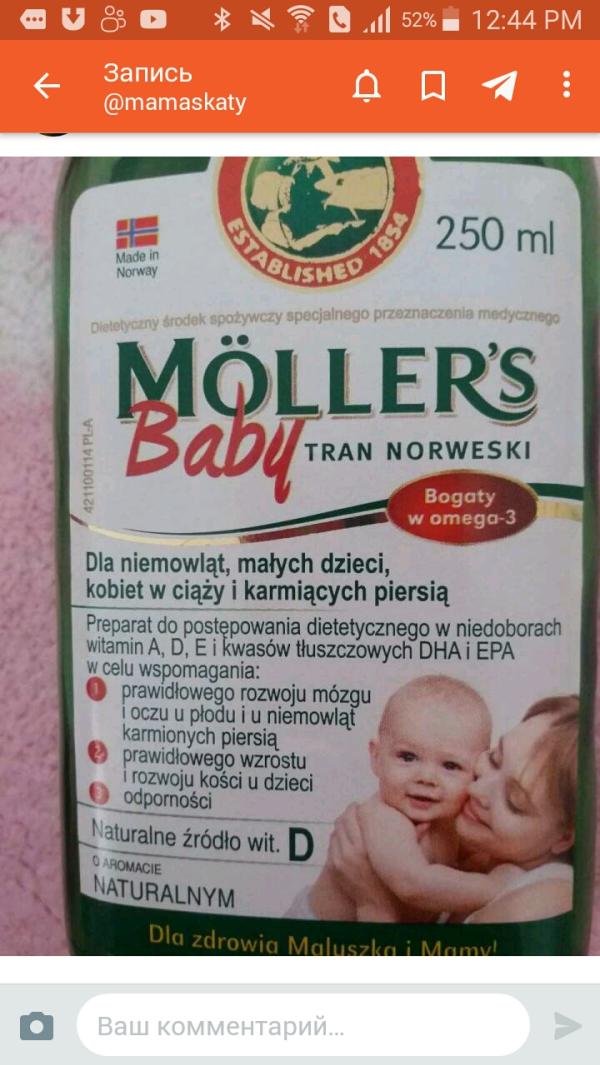 52% 12:44 PM
Запись
@mamaskaty
Made in
Norway
ESTABLISHED 1854
250 ml
Dietetyczny środek spożywczy specjalnego przeznaczenia medycznego
MÖLLER'S
Baby TRAN NORWESKI
421100114 PL-A
Bogaty
w omega-3
Dla niemowląt, małych dzieci,
kobiet w ciąży i karmiących piersią
Preparat do postępowania dietetycznego w niedoborach
witamin A, D, E i kwasów tłuszczowych DHA i EPA
w celu wspomagania:
1 prawidłowego rozwoju mózgu
i oczu u płodu i u niemowląt
karmionych piersią
2 prawidłowego wzrostu
i rozwoju kości u dzieci
3 odporności
Naturalne źródło wit. D
O AROMACIE
NATURALNYM
Dla zdrowia Maluszka i Mamy!
Ваш комментарий...